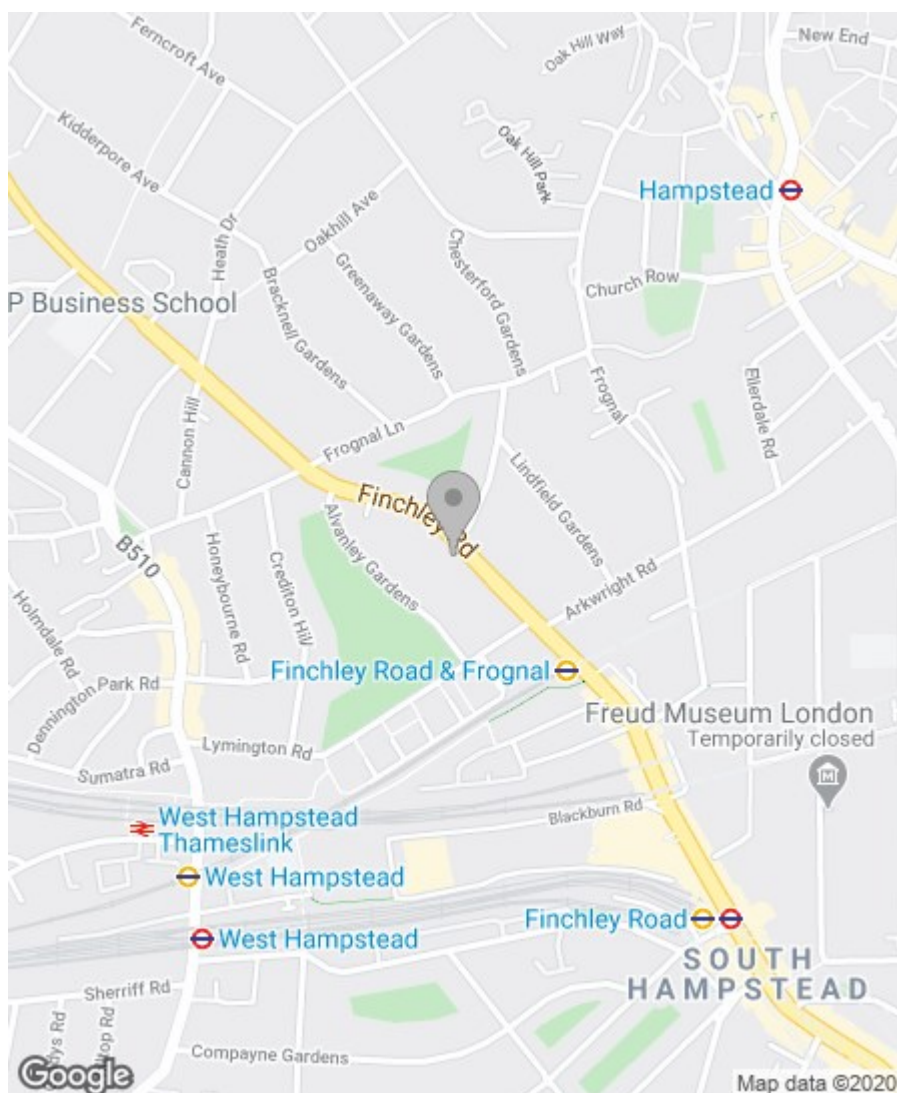 Ferncroft Ave
Oak Hill Way
New End
Kidderpore Ave
Oak Hill Park
Hampstead
Oakhill Ave
Heath Dr
Greenaway Gardens
Chesterford Gardens
Church Row
Bracknell Gardens
P Business School
Frognal
Ellerdale Rd
Cannon Hill
Frognal Ln
Lindfield Gardens
Finchley Rd
B510
Alvanley Gardens
Honeybourne Rd
Crediton Hill
Arkwright Rd
Holmdale Rd
Finchley Road & Frognal
Dennington Park Rd
Freud Museum London
Temporarily closed
Lymington Rd
Sumatra Rd
Blackburn Rd
West Hampstead
Thameslink
West Hampstead
Finchley Road
West Hampstead
SOUTH
HAMPSTEAD
Sherriff Rd
Compayne Gardens
Google
Map data ©2020